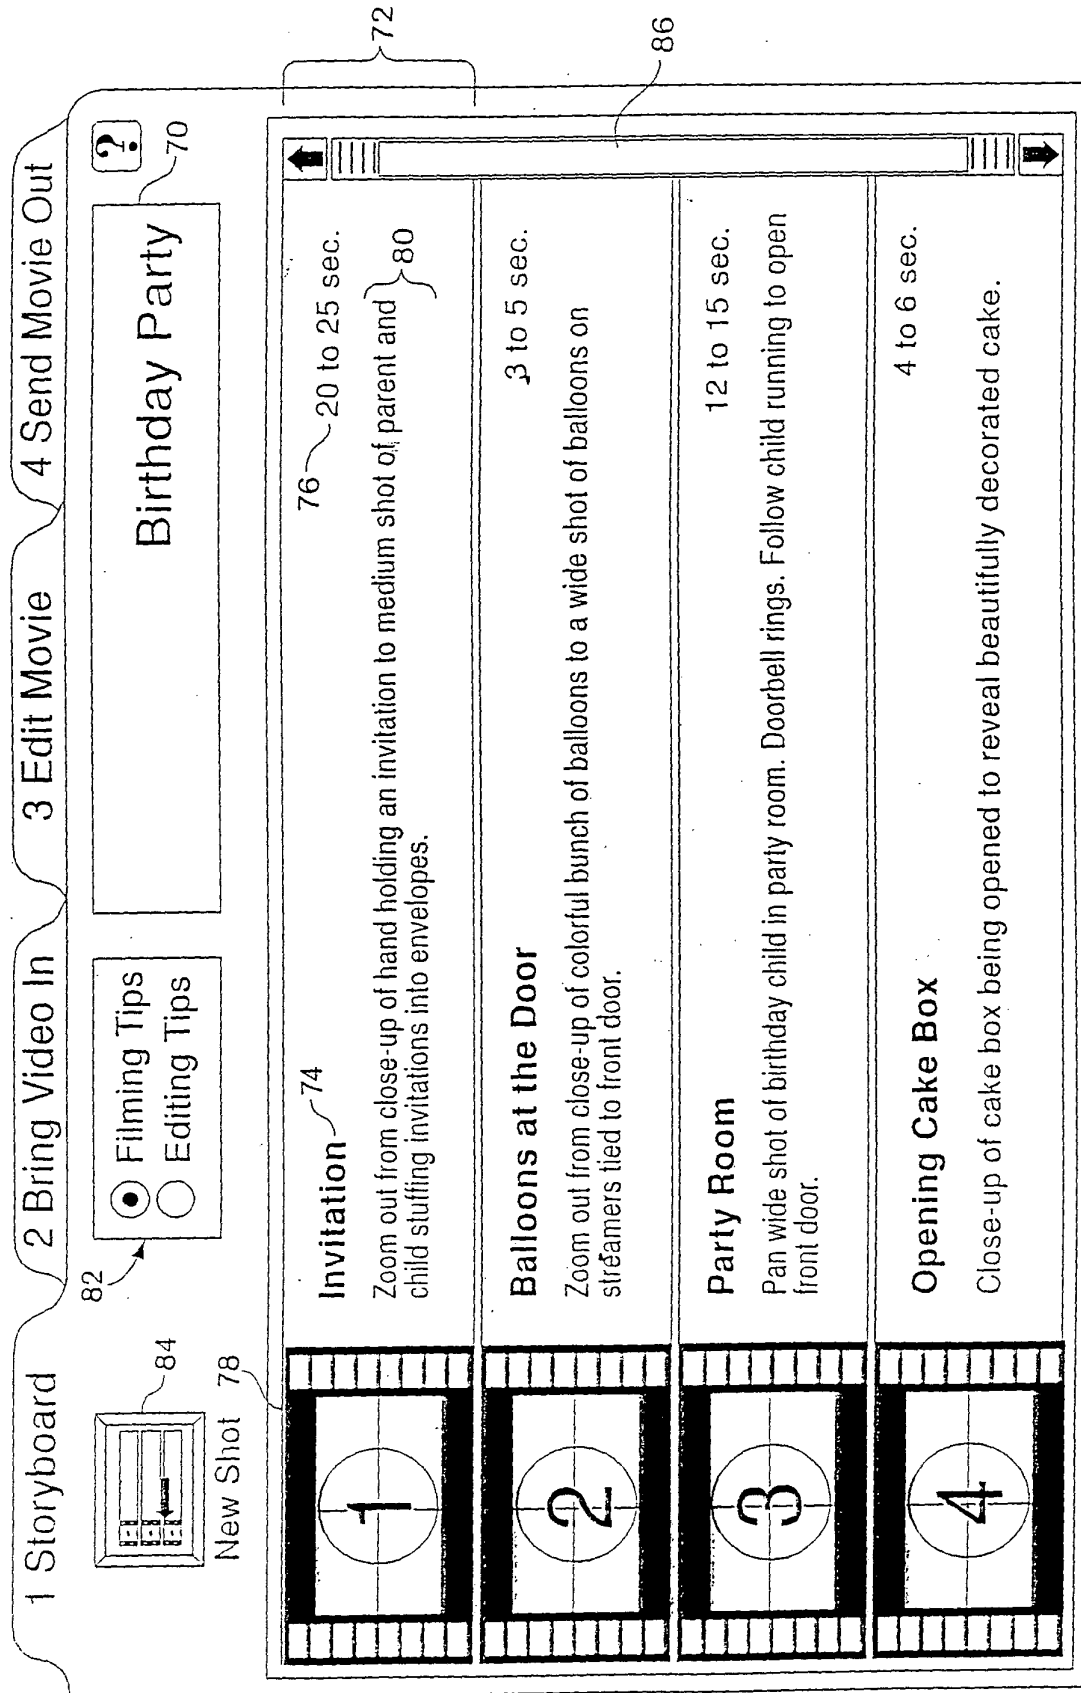 1 Storyboard
2 Bring Video In
3 Edit Movie
4 Send Movie Out
84
New Shot
82
Filming Tips
Editing Tips
Birthday Party
70
?
78
72
1
Invitation
74
76
20 to 25 sec.
Zoom out from close-up of hand holding an invitation to medium shot of parent and
child stuffing invitations into envelopes.
80
2
Balloons at the Door
3 to 5 sec.
Zoom out from close-up of colorful bunch of balloons to a wide shot of balloons on
streamers tied to front door.
3
Party Room
12 to 15 sec.
Pan wide shot of birthday child in party room. Doorbell rings. Follow child running to open
front door.
4
Opening Cake Box
4 to 6 sec.
Close-up of cake box being opened to reveal beautifully decorated cake.
86